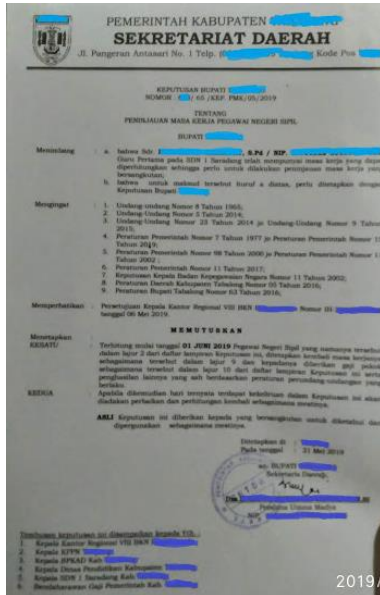 PEMERINTAH KABUPATEN
SEKRETARIAT DAERAH
Jl. Pangeran Antasari No. 1 Telp. Kode Pos
KEPUTUSAN BUPATI
NOMOR : / 65 /KEP. PMK/05/2019
TENTANG
PENINJAUAN MASA KERJA PEGAWAI NEGERI SIPIL
BUPATI
Menimbang : a. bahwa Sdr. , S.Pd / NIP.
Guru Pertama pada SDN 1 Saradang telah mempunyai masa kerja yang dapat
diperhitungkan sehingga perlu untuk dilakukan peninjauan masa kerja yang
bersangkutan;
b. bahwa untuk maksud tersebut huruf a diatas, perlu ditetapkan dengan
Keputusan Bupati
Mengingat : 1. Undang-undang Nomor 8 Tahun 1965;
2. Undang-Undang Nomor 5 Tahun 2014;
3. Undang-Undang Nomor 23 Tahun 2014 jo Undang-Undang Nomor 9 Tahun
2015;
4. Peraturan Pemerintah Nomor 7 Tahun 1977 jo Peraturan Pemerintah Nomor
Tahun 2019;
5. Peraturan Pemerintah Nomor 98 Tahun 2000 jo Peraturan Pemerintah Nomor
Tahun 2002 ;
6. Peraturan Pemerintah Nomor 11 Tahun 2017;
7. Keputusan Kepala Badan Kepegawaian Negara Nomor 11 Tahun 2002;
8. Peraturan Daerah Kabupaten Tabalong Nomor 05 Tahun 2016;
9. Peraturan Bupati Tabalong Nomor 63 Tahun 2016;
Memperhatikan : Persetujuan Kepala Kantor Regional VIII BKN Nomor
tanggal 06 Mei 2019.
MEMUTUSKAN
Menetapkan
KESATU : Terhitung mulai tanggal 01 JUNI 2019 Pegawai Negeri Sipil yang namanya tersebut
dalam lajur 2 dari daftar lampiran Keputusan ini, ditetapkan kembali masa kerjanya
sebagaimana tersebut dalam lajur 9 dan kepadanya diberikan gaji pokok
sebagaimana tersebut dalam lajur 10 dari daftar lampiran Keputusan ini serta
penghasilan lainnya yang sah berdasarkan peraturan perundang-undangan yang
berlaku.
KEDUA : Apabila dikemudian hari ternyata terdapat kekeliruan dalam Keputusan ini akan
diadakan perbaikan dan perhitungan kembali sebagaimana mestinya.
ASLI Keputusan ini diberikan kepada yang bersangkutan untuk diketahui dan
dipergunakan sebagaimana mestinya.
Ditetapkan di :
Pada tanggal : 21 Mei 2019
an. BUPATI
Sekretaris Daerah,
Pembina Utama Madya
NIP.
Tembusan keputusan ini disampaikan kepada Yth. :
1. Kepala Kantor Regional VIII BKN
2. Kepala KPPN
3. Kepala BPKAD Kab.
4. Kepala Dinas Pendidikan Kabupaten
5. Kepala SDN 1 Saradang Kab.
6. Bendaharawan Gaji Pemerintah Kab.
2019/